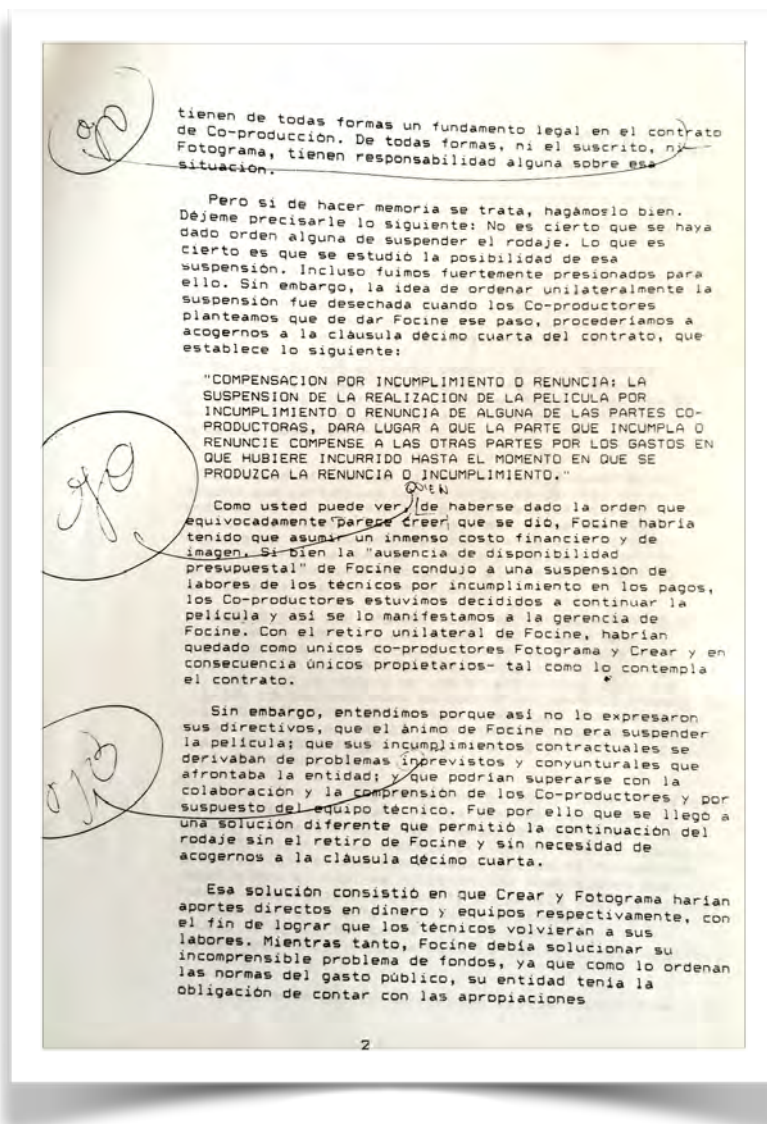 tienen de todas formas un fundamento legal en el contrato
de Co-producción. De todas formas, ni el suscrito, ni
Fotograma, tienen responsabilidad alguna sobre esa
situación.
Pero si de hacer memoria se trata, hagámoslo bien.
Déjeme precisarle lo siguiente: No es cierto que se haya
dado orden alguna de suspender el rodaje. Lo que es
cierto es que se estudió la posibilidad de esa
suspensión. Incluso fuimos fuertemente presionados para
ello. Sin embargo, la idea de ordenar unilateralmente la
suspensión fue desechada cuando los Co-productores
planteamos que de dar Focine ese paso, procederíamos a
acogernos a la cláusula décimo cuarta del contrato, que
establece lo siguiente:
"COMPENSACION POR INCUMPLIMIENTO O RENUNCIA: LA
SUSPENSION DE LA REALIZACION DE LA PELICULA POR
INCUMPLIMIENTO O RENUNCIA DE ALGUNA DE LAS PARTES CO-
PRODUCTORAS, DARA LUGAR A QUE LA PARTE QUE INCUMPLA O
RENUNCIE COMPENSE A LAS OTRAS PARTES POR LOS GASTOS EN
QUE HUBIERE INCURRIDO HASTA EL MOMENTO EN QUE SE
PRODUZCA LA RENUNCIA O INCUMPLIMIENTO."
QUIEN
Como usted puede ver, de haberse dado la orden que
equivocadamente parece creer que se dió, Focine habría
tenido que asumir un inmenso costo financiero y de
imagen. Si bien la "ausencia de disponibilidad
presupuestal" de Focine condujo a una suspensión de
labores de los técnicos por incumplimiento en los pagos,
los Co-productores estuvimos decididos a continuar la
película y así se lo manifestamos a la gerencia de
Focine. Con el retiro unilateral de Focine, habrían
quedado como unicos co-productores Fotograma y Crear y en
consecuencia únicos propietarios- tal como lo contempla
el contrato.
Sin embargo, entendimos porque así no lo expresaron
sus directivos, que el ánimo de Focine no era suspender
la película; que sus incumplimientos contractuales se
derivaban de problemas inprevistos y conyunturales que
afrontaba la entidad; y que podrían superarse con la
colaboración y la comprensión de los Co-productores y por
suspuesto del equipo técnico. Fue por ello que se llegó a
una solución diferente que permitió la continuación del
rodaje sin el retiro de Focine y sin necesidad de
acogernos a la cláusula décimo cuarta.
Esa solución consistió en que Crear y Fotograma harían
aportes directos en dinero y equipos respectivamente, con
el fin de lograr que los técnicos volvieran a sus
labores. Mientras tanto, Focine debía solucionar su
incomprensible problema de fondos, ya que como lo ordenan
las normas del gasto público, su entidad tenía la
obligación de contar con las apropiaciones
2